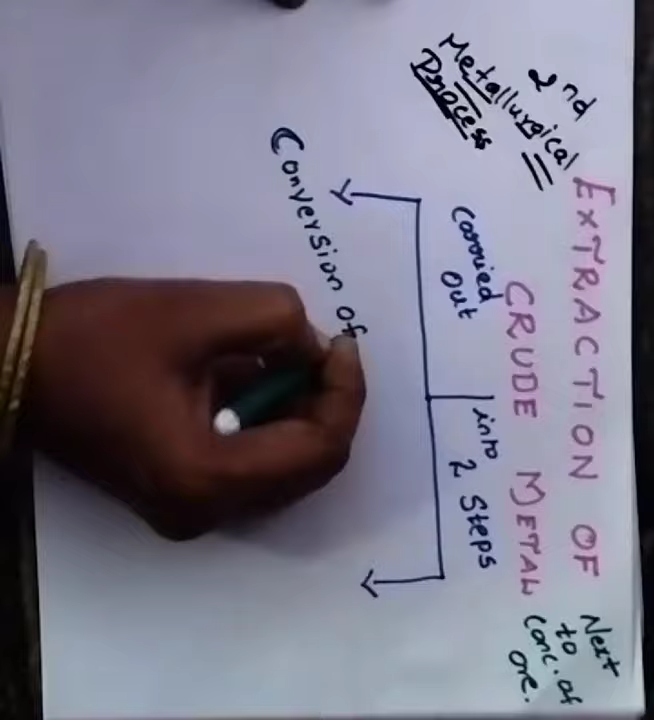 2nd
Metallurgical
Process
EXTRACTION OF
CRUDE METAL
Next
to
Conc. of
ore.
Carried
out
into
2 Steps
Conversion of